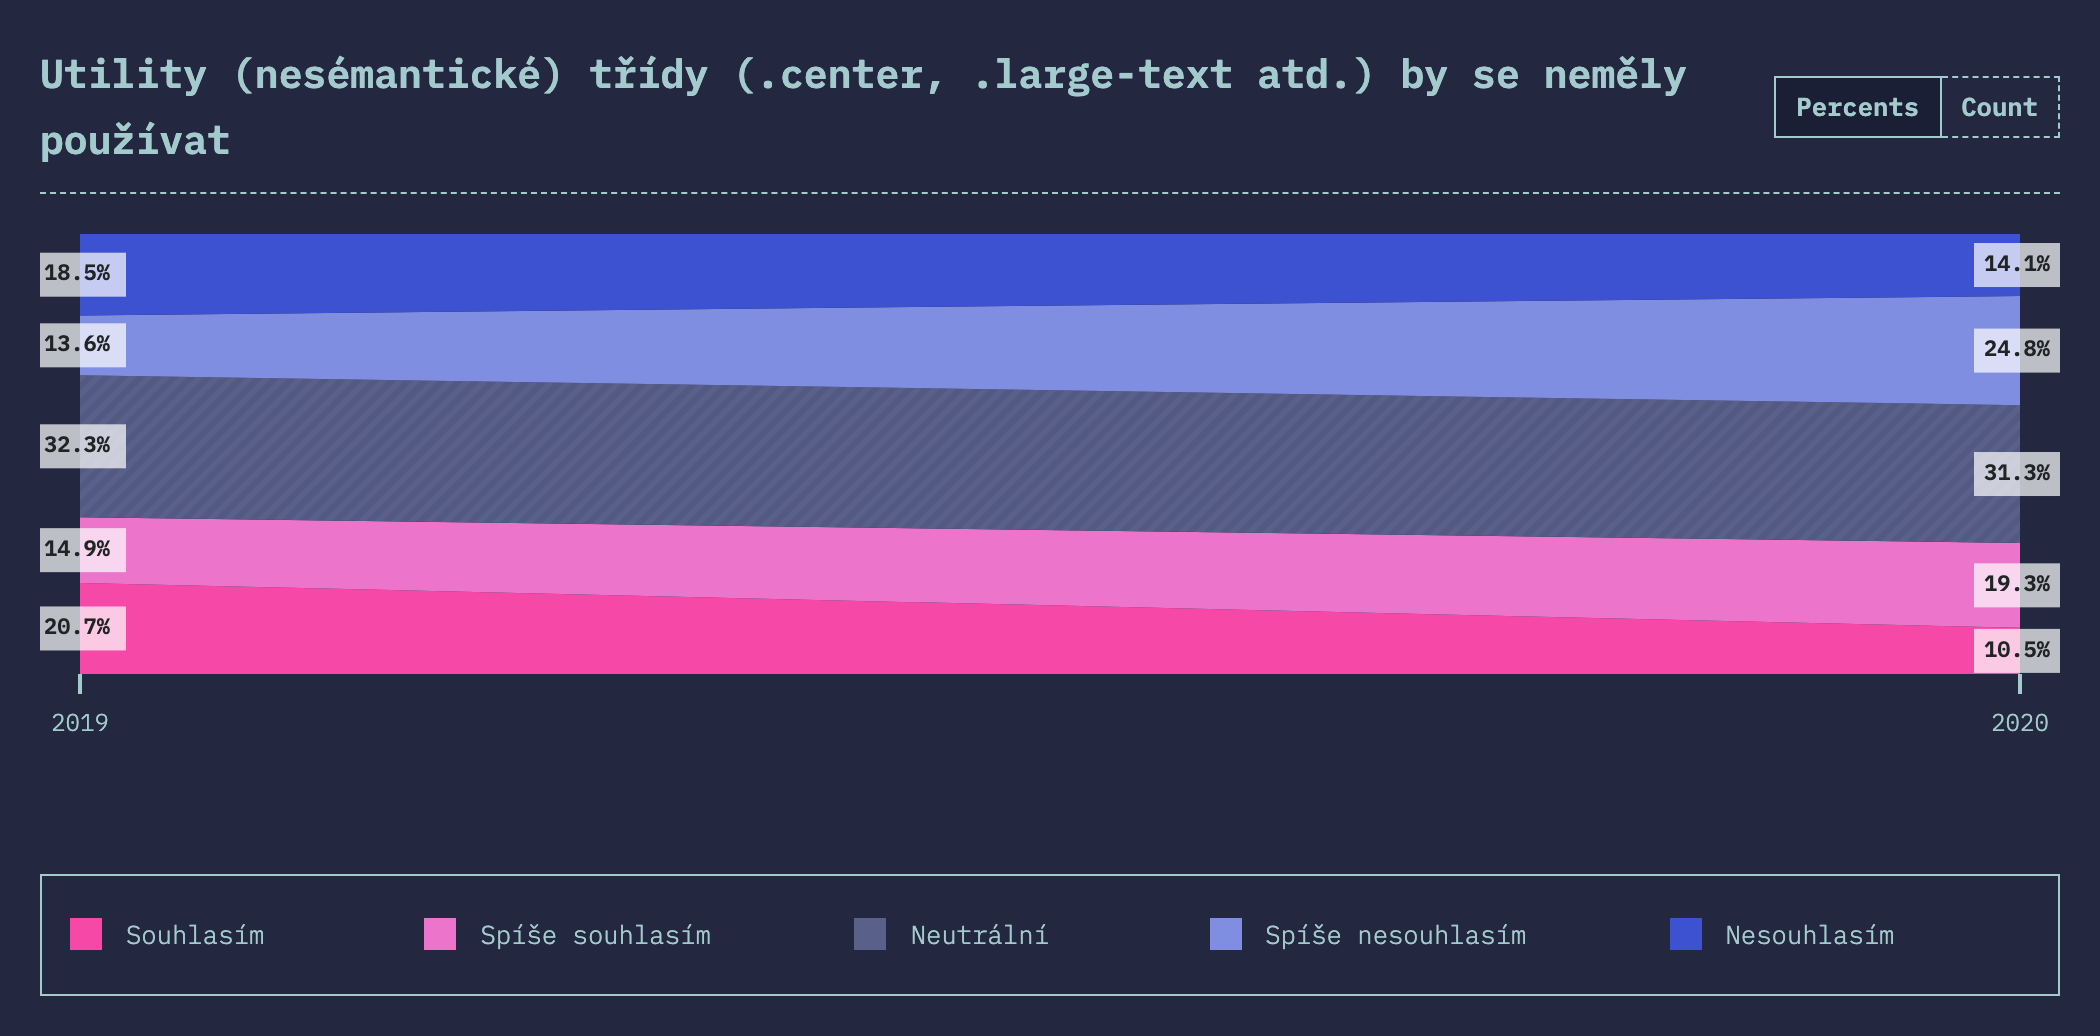 Utility (nesémantické) třídy (.center, .large-text atd.) by se neměly
používat
Percents
Count
18.5%
14.1%
13.6%
24.8%
32.3%
31.3%
14.9%
19.3%
20.7%
10.5%
2019
2020
Souhlasím
Spíše souhlasím
Neutrální
Spíše nesouhlasím
Nesouhlasím